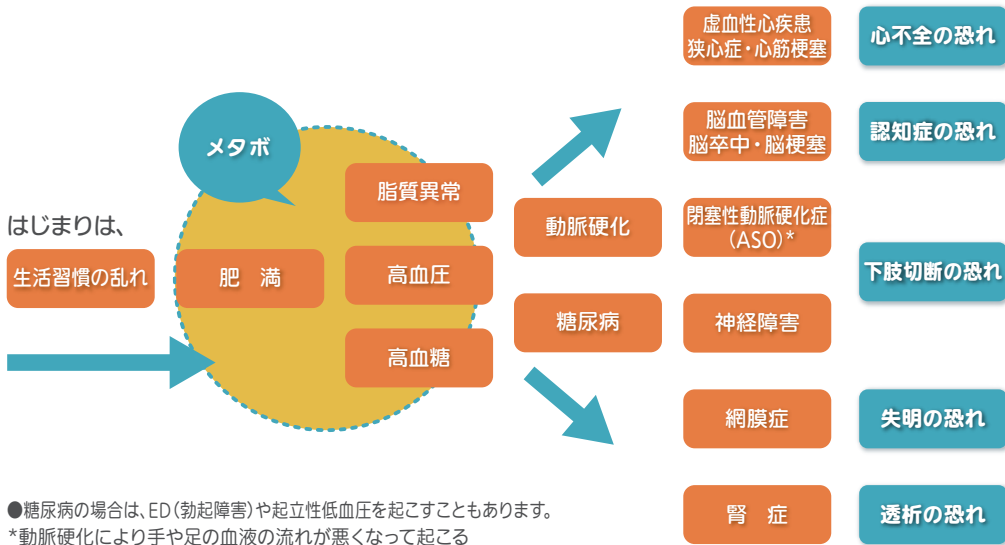 はじまりは、
生活習慣の乱れ
メタボ
肥　満
脂質異常
高血圧
高血糖
動脈硬化
糖尿病
虚血性心疾患
狭心症・心筋梗塞
心不全の恐れ
脳血管障害
脳卒中・脳梗塞
認知症の恐れ
閉塞性動脈硬化症
（ASO）*
神経障害
下肢切断の恐れ
網膜症
失明の恐れ
腎　症
透析の恐れ
●糖尿病の場合は、ED（勃起障害）や起立性低血圧を起こすこともあります。
*動脈硬化により手や足の血液の流れが悪くなって起こる